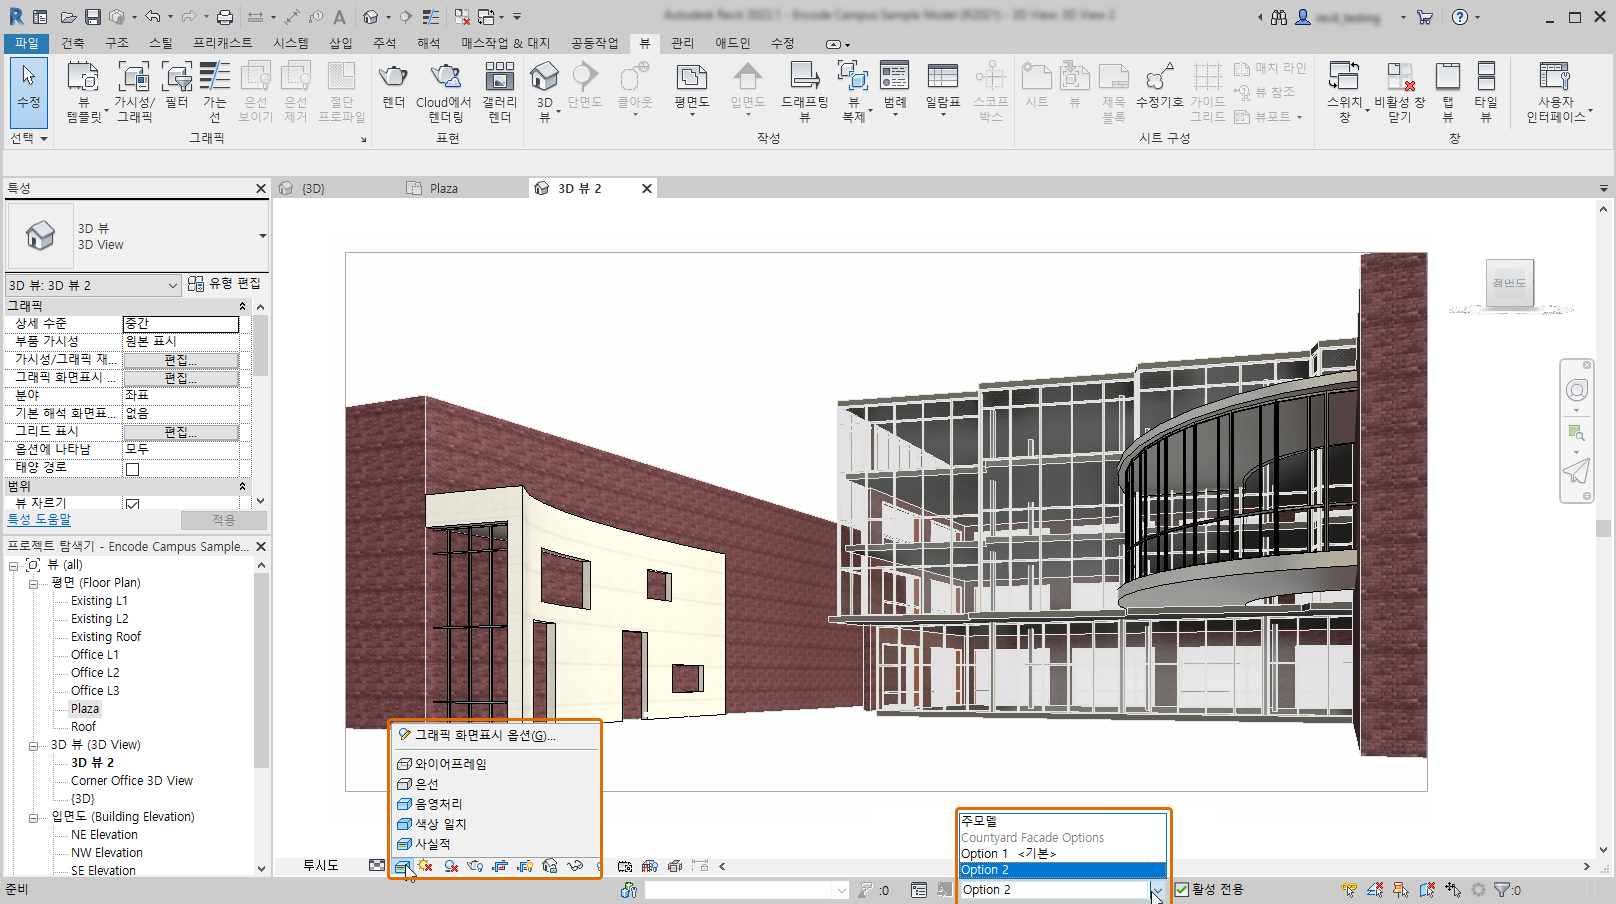 Autodesk Revit 2022.1 - Encode Campus Sample Model (R2021) - 3D View: 3D View 2
revit_testing
파일 건축 구조 스틸 프리캐스트 시스템 삽입 주석 해석 매스작업 & 대지 공동작업 뷰 관리 애드인 수정
수정
뷰 템플릿
가시성/그래픽
필터
가는 선
은선 보이기
은선 제거
절단 프로파일
렌더
Cloud에서 렌더링
갤러리 렌더
3D 뷰
단면도
콜아웃
평면도
입면도
드래프팅 뷰
뷰 복제
범례
일람표
스코프 박스
시트
뷰
제목 블록
수정기호
가이드 그리드
매치 라인
뷰 참조
뷰포트
스위치 창
비활성 창 닫기
탭 뷰
타일 뷰
사용자 인터페이스
선택 그래픽 표현 작성 시트 구성 창
특성
{3D} Plaza 3D 뷰 2
3D 뷰
3D View
3D 뷰: 3D 뷰 2 유형 편집
그래픽
상세 수준 중간
부품 가시성 원본 표시
가시성/그래픽 재... 편집...
그래픽 화면표시 ... 편집...
분야 좌표
기본 해석 화면표... 없음
그리드 표시 편집...
옵션에 나타남 모두
태양 경로
범위
뷰 자르기
특성 도움말 적용
프로젝트 탐색기 - Encode Campus Sample...
뷰 (all)
평면 (Floor Plan)
Existing L1
Existing L2
Existing Roof
Office L1
Office L2
Office L3
Plaza
Roof
3D 뷰 (3D View)
3D 뷰 2
Corner Office 3D View
{3D}
입면도 (Building Elevation)
NE Elevation
NW Elevation
SE Elevation
정면도
그래픽 화면표시 옵션(G)...
와이어프레임
은선
음영처리
색상 일치
사실적
투시도
주모델
Countyard Facade Options
Option 1 <기본>
Option 2
준비
:0
Option 2
활성 전용
:0